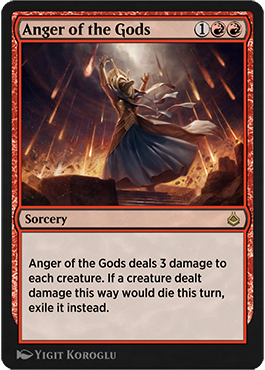 Anger of the Gods 1
Sorcery
Anger of the Gods deals 3 damage to
each creature. If a creature dealt
damage this way would die this turn,
exile it instead.
Yigit Koroglu